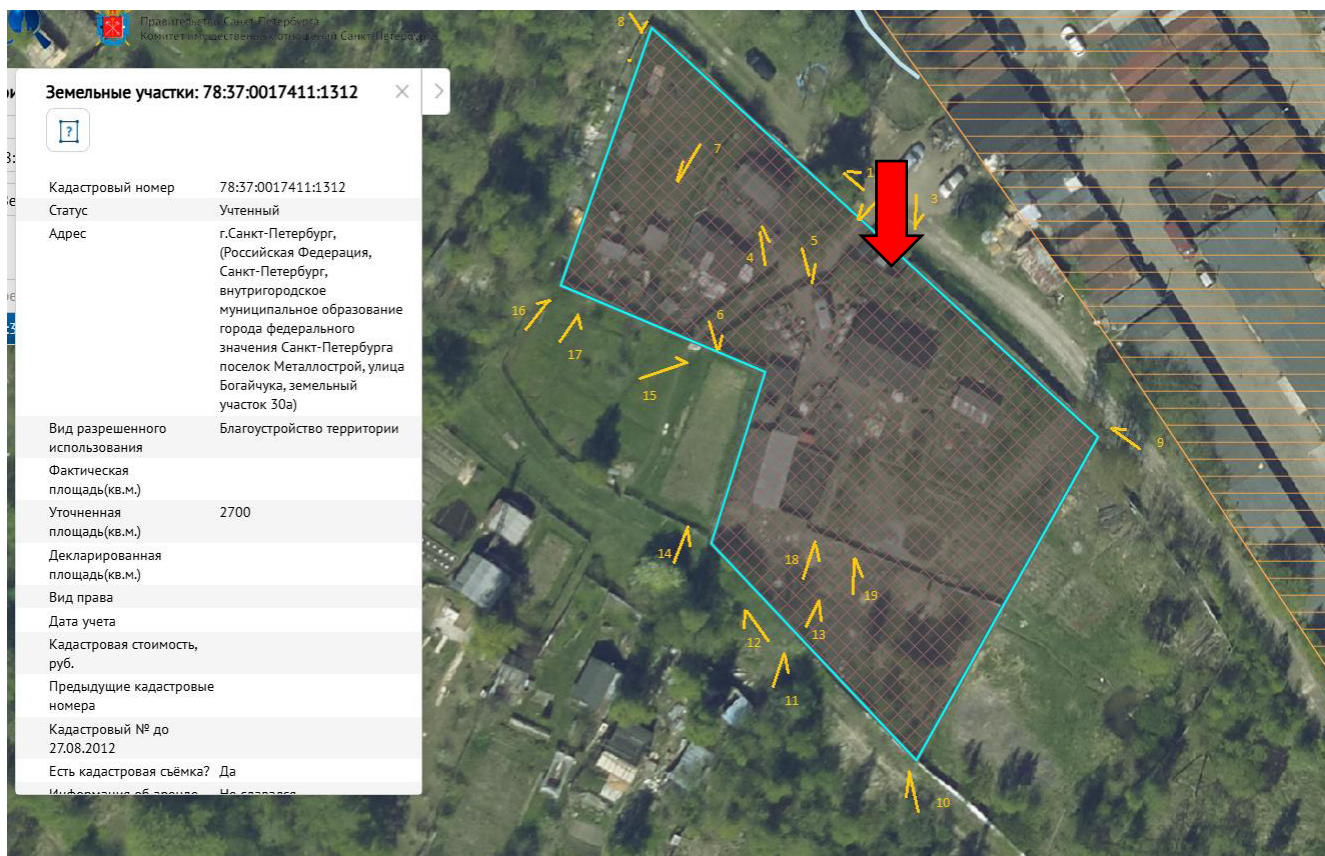 Правительство Санкт-Петербурга
Комитет имущественных отношений Санкт-Петербурга
Земельные участки: 78:37:0017411:1312
?
Кадастровый номер 78:37:0017411:1312
Статус Учтенный
Адрес г.Санкт-Петербург,
(Российская Федерация,
Санкт-Петербург,
внутригородское
муниципальное образование
города федерального
значения Санкт-Петербурга
поселок Металлострой, улица
Богайчука, земельный
участок 30а)
Вид разрешенного использования Благоустройство территории
Фактическая
площадь(кв.м.)
Уточненная 2700
площадь(кв.м.)
Декларированная
площадь(кв.м.)
Вид права
Дата учета
Кадастровая стоимость,
руб.
Предыдущие кадастровые
номера
Кадастровый № до
27.08.2012
Есть кадастровая съёмка? Да
Информация об аренде Не сдавался
8
7
1
3
5
4
6
16
17
15
9
14
18
19
13
12
11
10